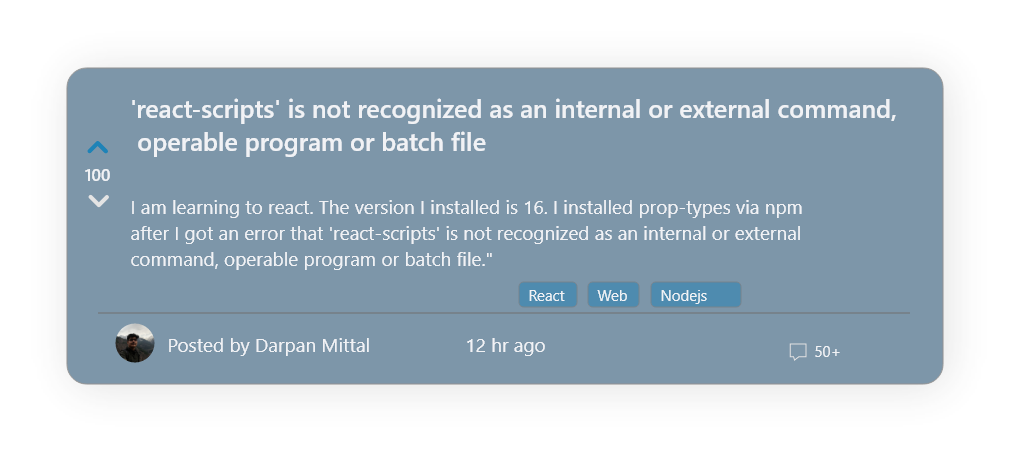 'react-scripts' is not recognized as an internal or external command,
operable program or batch file
100
I am learning to react. The version I installed is 16. I installed prop-types via npm
after I got an error that 'react-scripts' is not recognized as an internal or external
command, operable program or batch file."
React Web Nodejs
Posted by Darpan Mittal 12 hr ago 50+